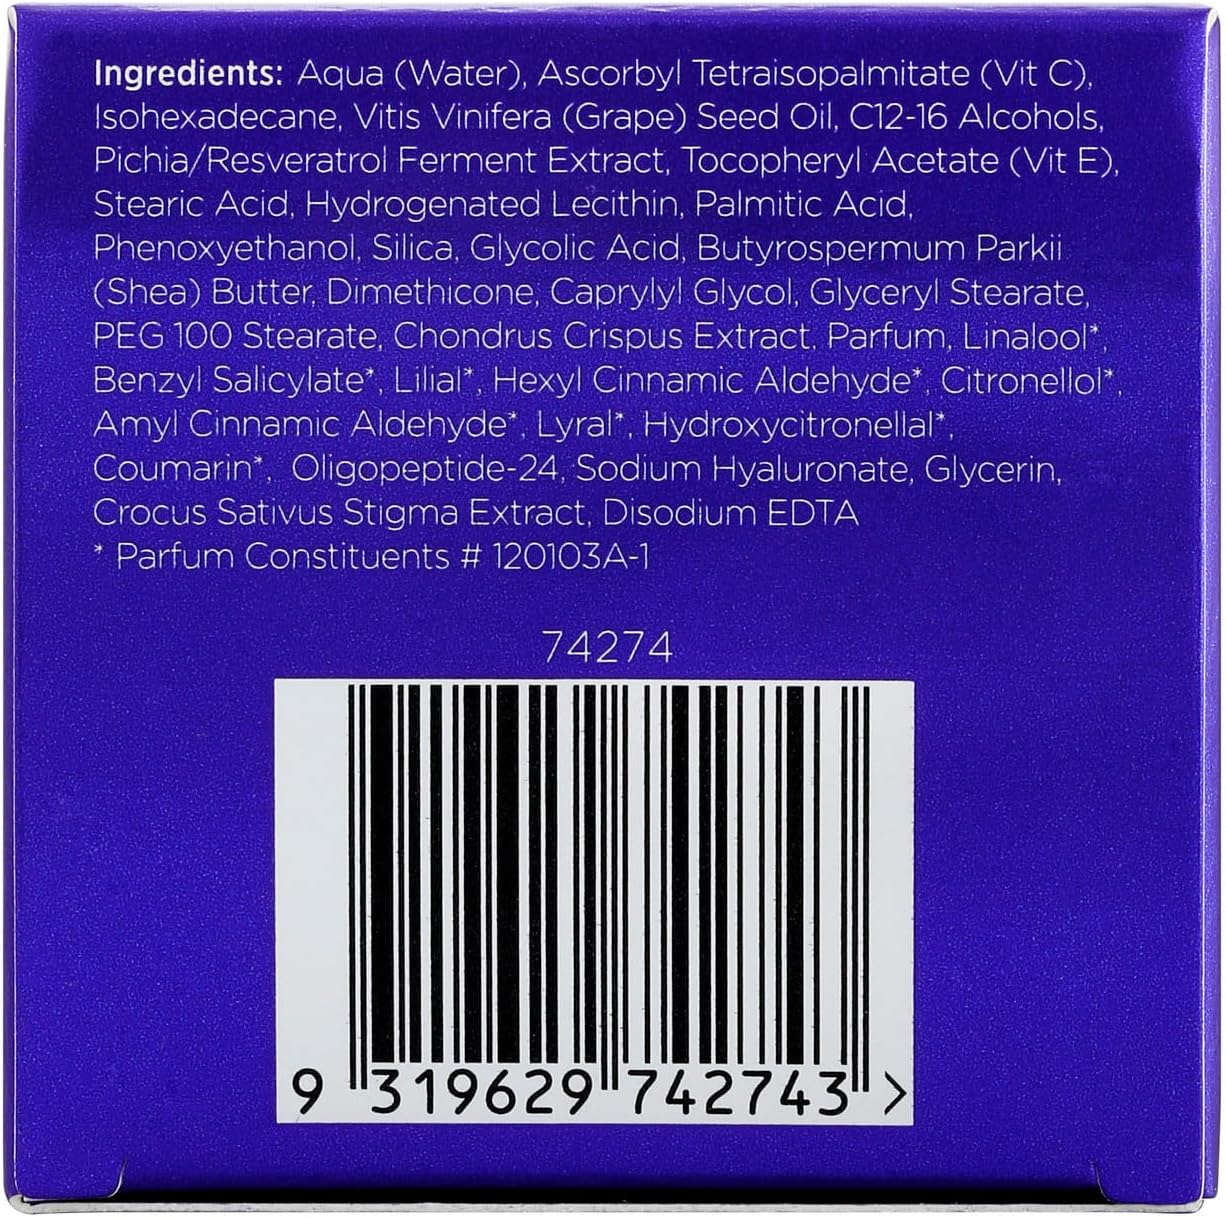 Ingredients: Aqua (Water), Ascorbyl Tetraisopalmitate (Vit C),
Isohexadecane, Vitis Vinifera (Grape) Seed Oil, C12-16 Alcohols,
Pichia/Resveratrol Ferment Extract, Tocopheryl Acetate (Vit E),
Stearic Acid, Hydrogenated Lecithin, Palmitic Acid,
Phenoxyethanol, Silica, Glycolic Acid, Butyrospermum Parkii
(Shea) Butter, Dimethicone, Caprylyl Glycol, Glyceryl Stearate,
PEG 100 Stearate, Chondrus Crispus Extract, Parfum, Linalool*,
Benzyl Salicylate*, Lilial*, Hexyl Cinnamic Aldehyde*, Citronellol*,
Amyl Cinnamic Aldehyde*, Lyral*, Hydroxycitronellal*,
Coumarin*, Oligopeptide-24, Sodium Hyaluronate, Glycerin,
Crocus Sativus Stigma Extract, Disodium EDTA
* Parfum Constituents # 120103A-1
74274
9 319629 742743 >